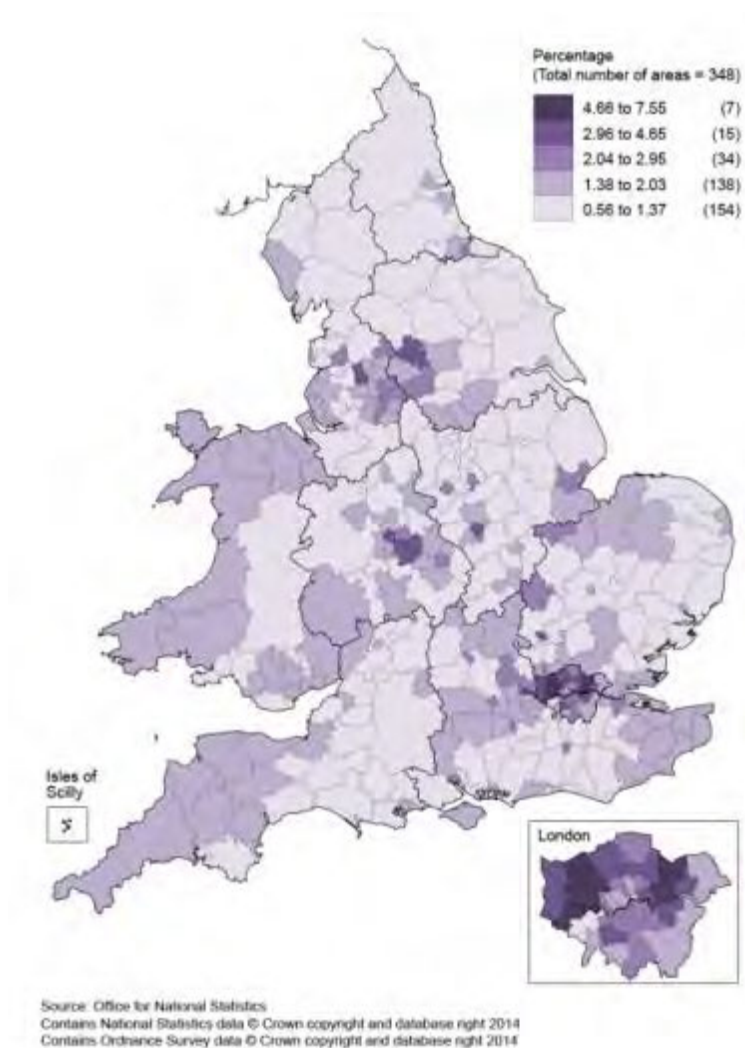 Percentage
(Total number of areas = 348)
4.66 to 7.55 (7)
2.96 to 4.65 (15)
2.04 to 2.95 (34)
1.38 to 2.03 (138)
0.56 to 1.37 (154)
Isles of
Scilly
London
Source: Office for National Statistics
Contains National Statistics data © Crown copyright and database right 2014
Contains Ordnance Survey data © Crown copyright and database right 2014